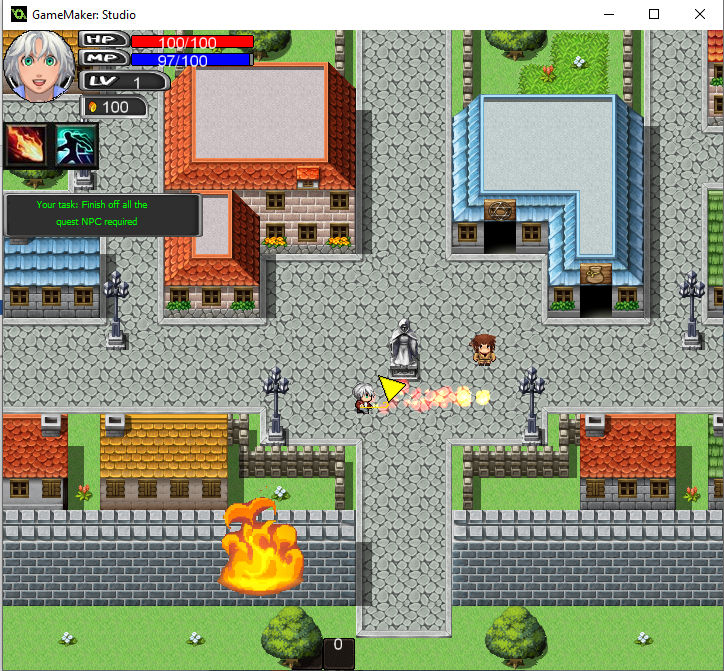 GameMaker: Studio
HP 100/100
MP 97/100
LV 1
100
Your task: Finish off all the
quest NPC required
0